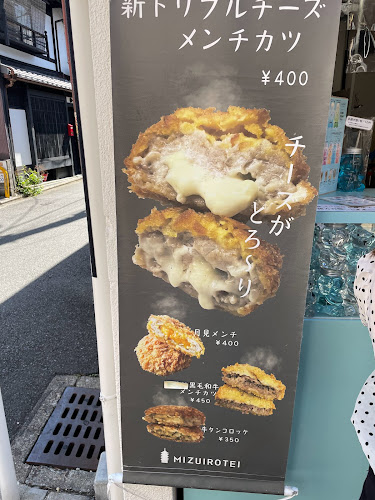 新トリプルチーズ
メンチカツ
¥400
チーズが
とろ〜り
月見メンチ
¥400
黒毛和牛
メンチカツ
¥450
牛タンコロッケ
¥350
MIZUIROTEI